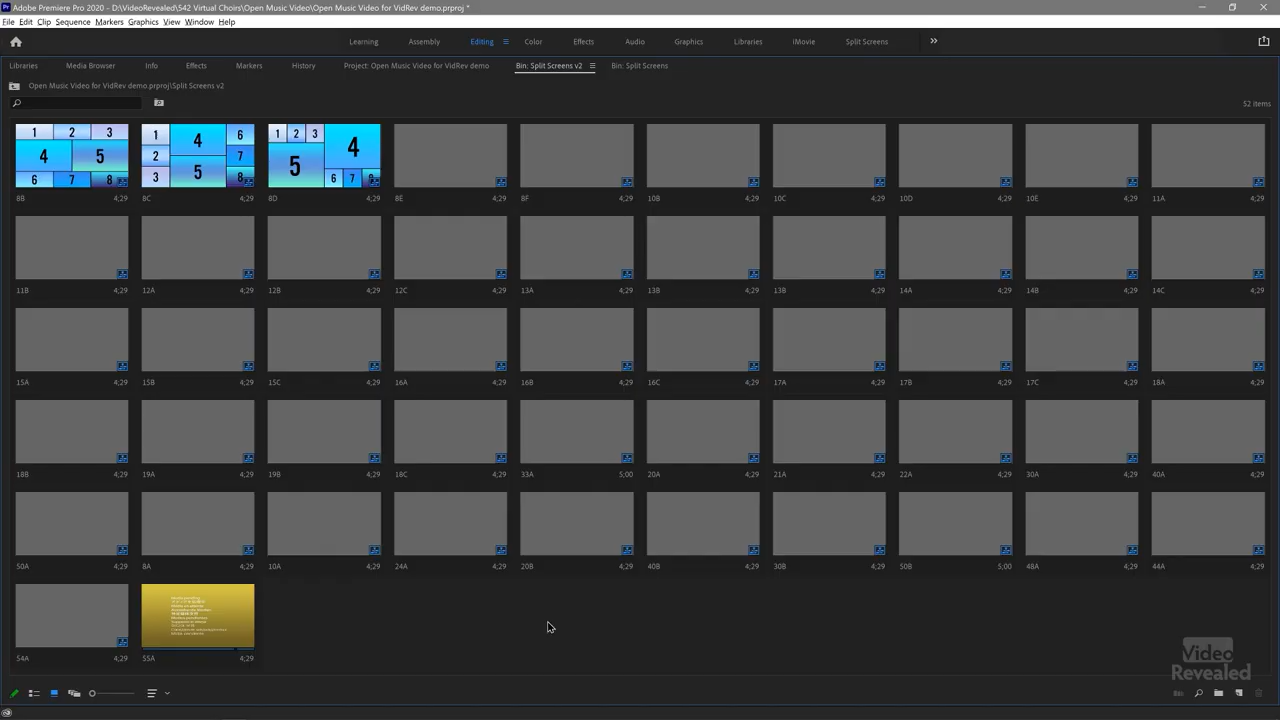 Adobe Premiere Pro 2020 - D:\VideoRevealed\542 Virtual Choirs\Open Music Video\Open Music Video for VidRev demo.prproj *
File Edit Clip Sequence Markers Graphics View Window Help
Learning Assembly Editing Color Effects Audio Graphics Libraries iMovie Split Screens
Libraries Media Browser Info Effects Markers History Project: Open Music Video for VidRev demo Bin: Split Screens v2 Bin: Split Screens
Open Music Video for VidRev demo.prproj\Split Screens v2
52 Items
1 2 3 4 5 6 7 8
1 2 3 4 5 6 7 8
1 2 3 4 5 6 7 8
8B 4;29 8C 4;29 8D 4;29 8E 4;29 8F 4;29 10B 4;29 10C 4;29 10D 4;29 10E 4;29 11A 4;29
11B 4;29 12A 4;29 12B 4;29 12C 4;29 13A 4;29 13B 4;29 13B 4;29 14A 4;29 14B 4;29 14C 4;29
15A 4;29 15B 4;29 15C 4;29 16A 4;29 16B 4;29 16C 4;29 17A 4;29 17B 4;29 17C 4;29 18A 4;29
18B 4;29 19A 4;29 19B 4;29 18C 4;29 33A 5;00 20A 4;29 21A 4;29 22A 4;29 30A 4;29 40A 4;29
50A 4;29 8A 4;29 10A 4;29 24A 4;29 20B 4;29 40B 4;29 30B 4;29 50B 5;00 48A 4;29 44A 4;29
54A 4;29 55A 4;29
Video
Revealed